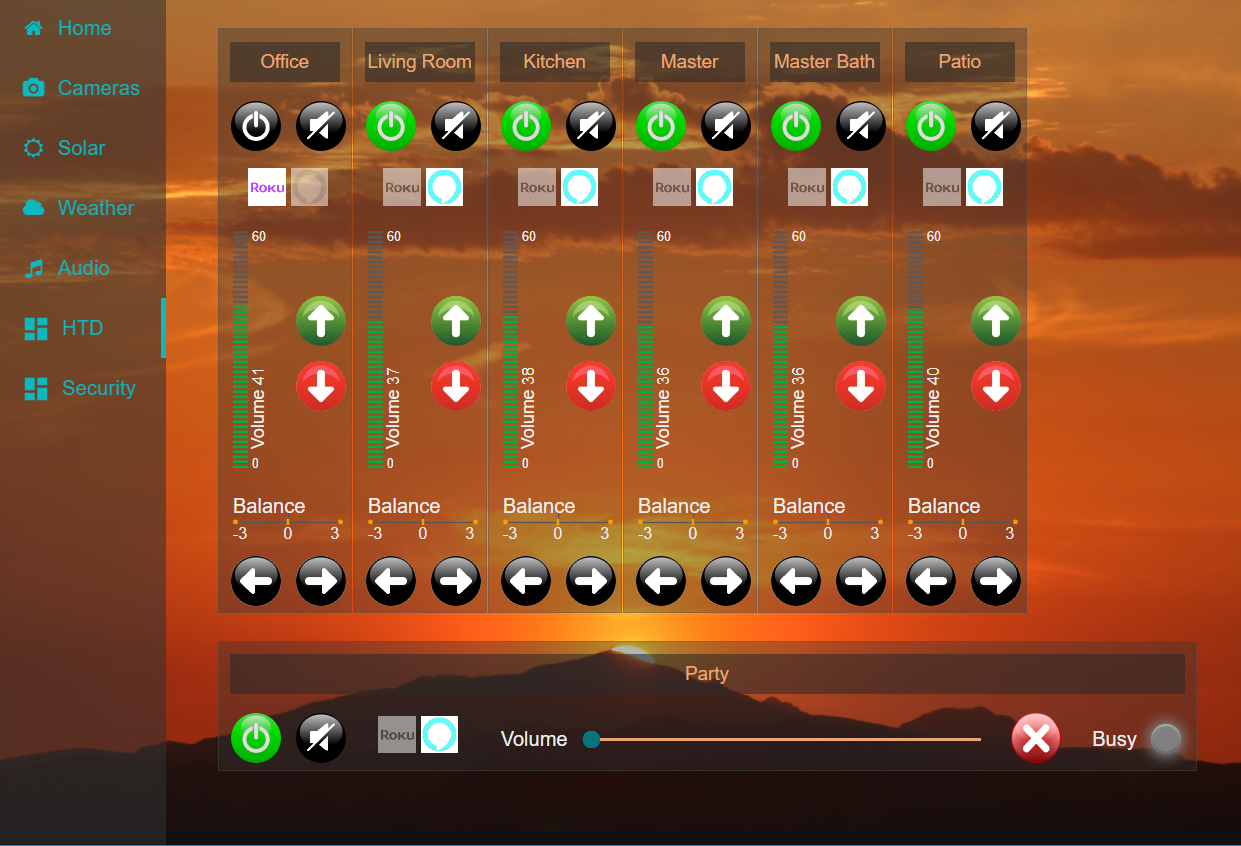 Home
Cameras
Solar
Weather
Audio
HTD
Security
Office
Living Room
Kitchen
Master
Master Bath
Patio
Roku
Roku
Roku
Roku
Roku
Roku
60
60
60
60
60
60
Volume 41
Volume 37
Volume 38
Volume 36
Volume 36
Volume 40
0
0
0
0
0
0
Balance
Balance
Balance
Balance
Balance
Balance
-3 0 3
-3 0 3
-3 0 3
-3 0 3
-3 0 3
-3 0 3
Party
Roku
Volume
Busy